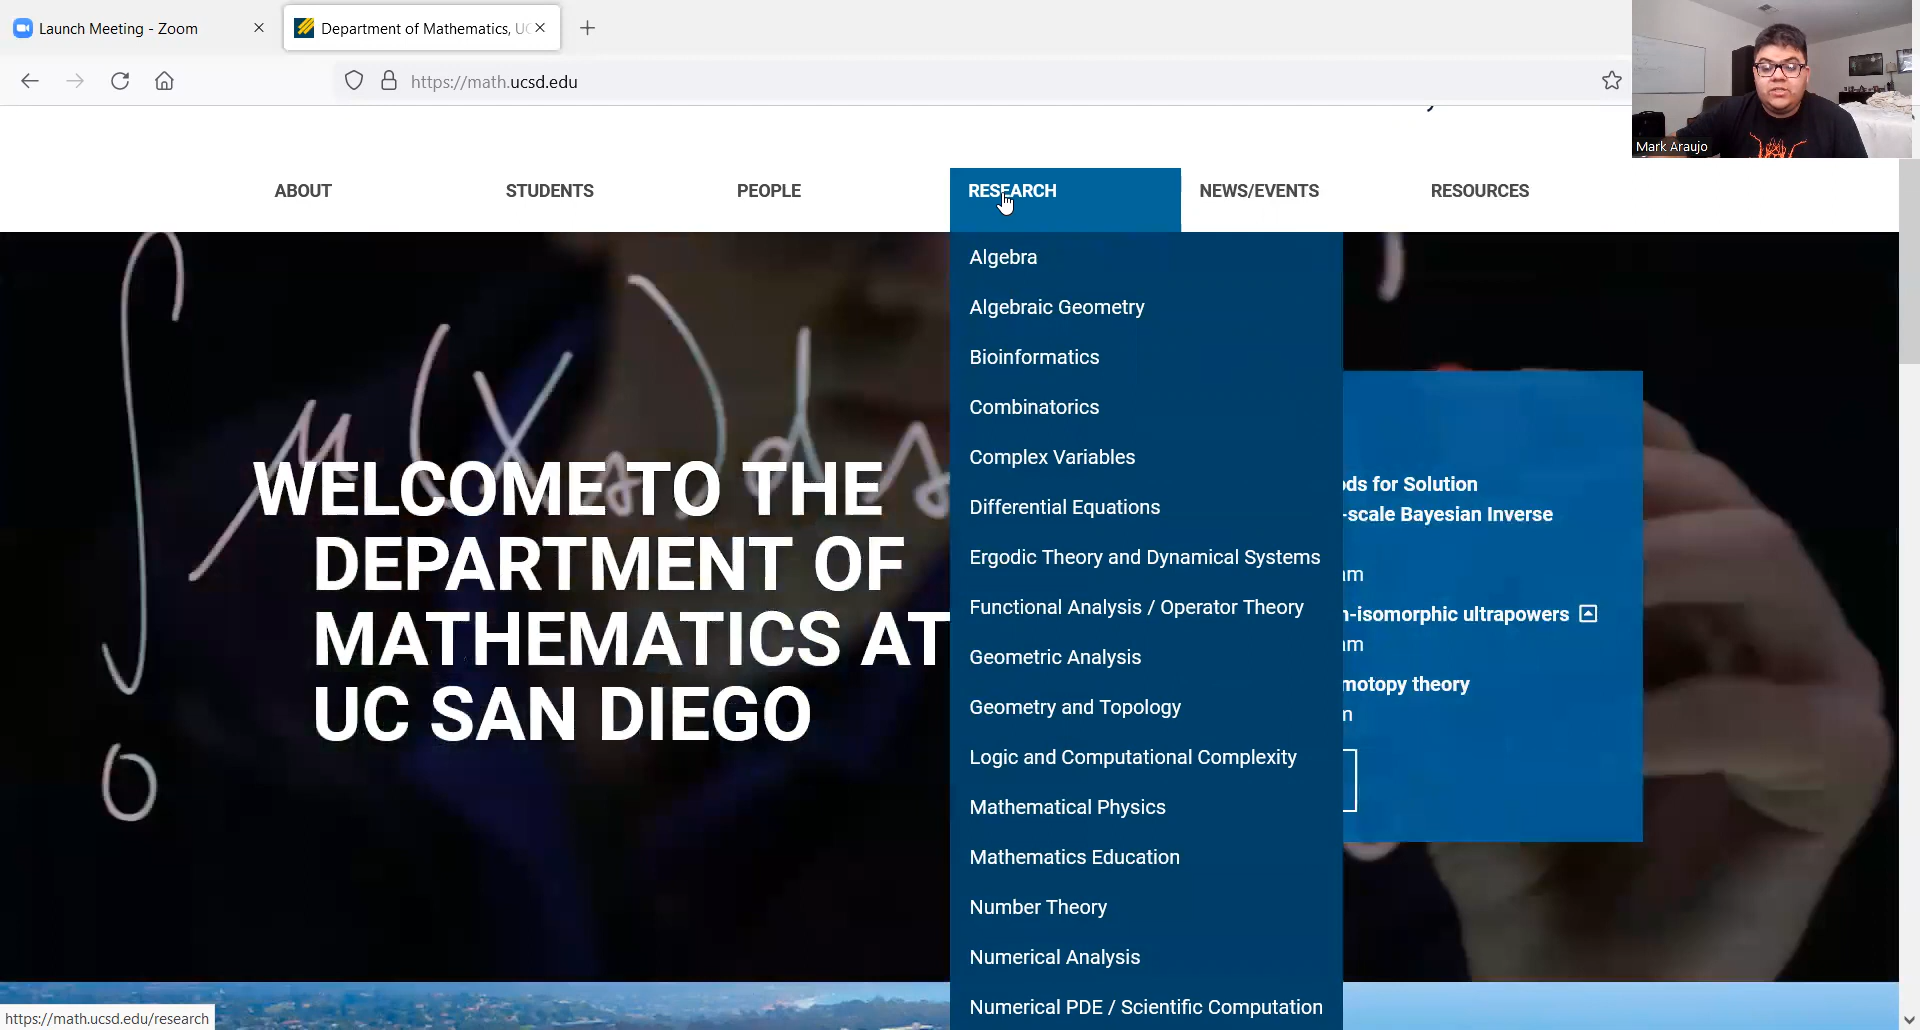 Launch Meeting - Zoom
Department of Mathematics, UC
https://math.ucsd.edu
Mark Araujo
ABOUT
STUDENTS
PEOPLE
RESEARCH
NEWS/EVENTS
RESOURCES
Algebra
Algebraic Geometry
Bioinformatics
Combinatorics
Complex Variables
Differential Equations
Ergodic Theory and Dynamical Systems
Functional Analysis / Operator Theory
Geometric Analysis
Geometry and Topology
Logic and Computational Complexity
Mathematical Physics
Mathematics Education
Number Theory
Numerical Analysis
Numerical PDE / Scientific Computation
WELCOME TO THE
DEPARTMENT OF
MATHEMATICS AT
UC SAN DIEGO
for Solution
-scale Bayesian Inverse
-isomorphic ultrapowers
theory
https://math.ucsd.edu/research